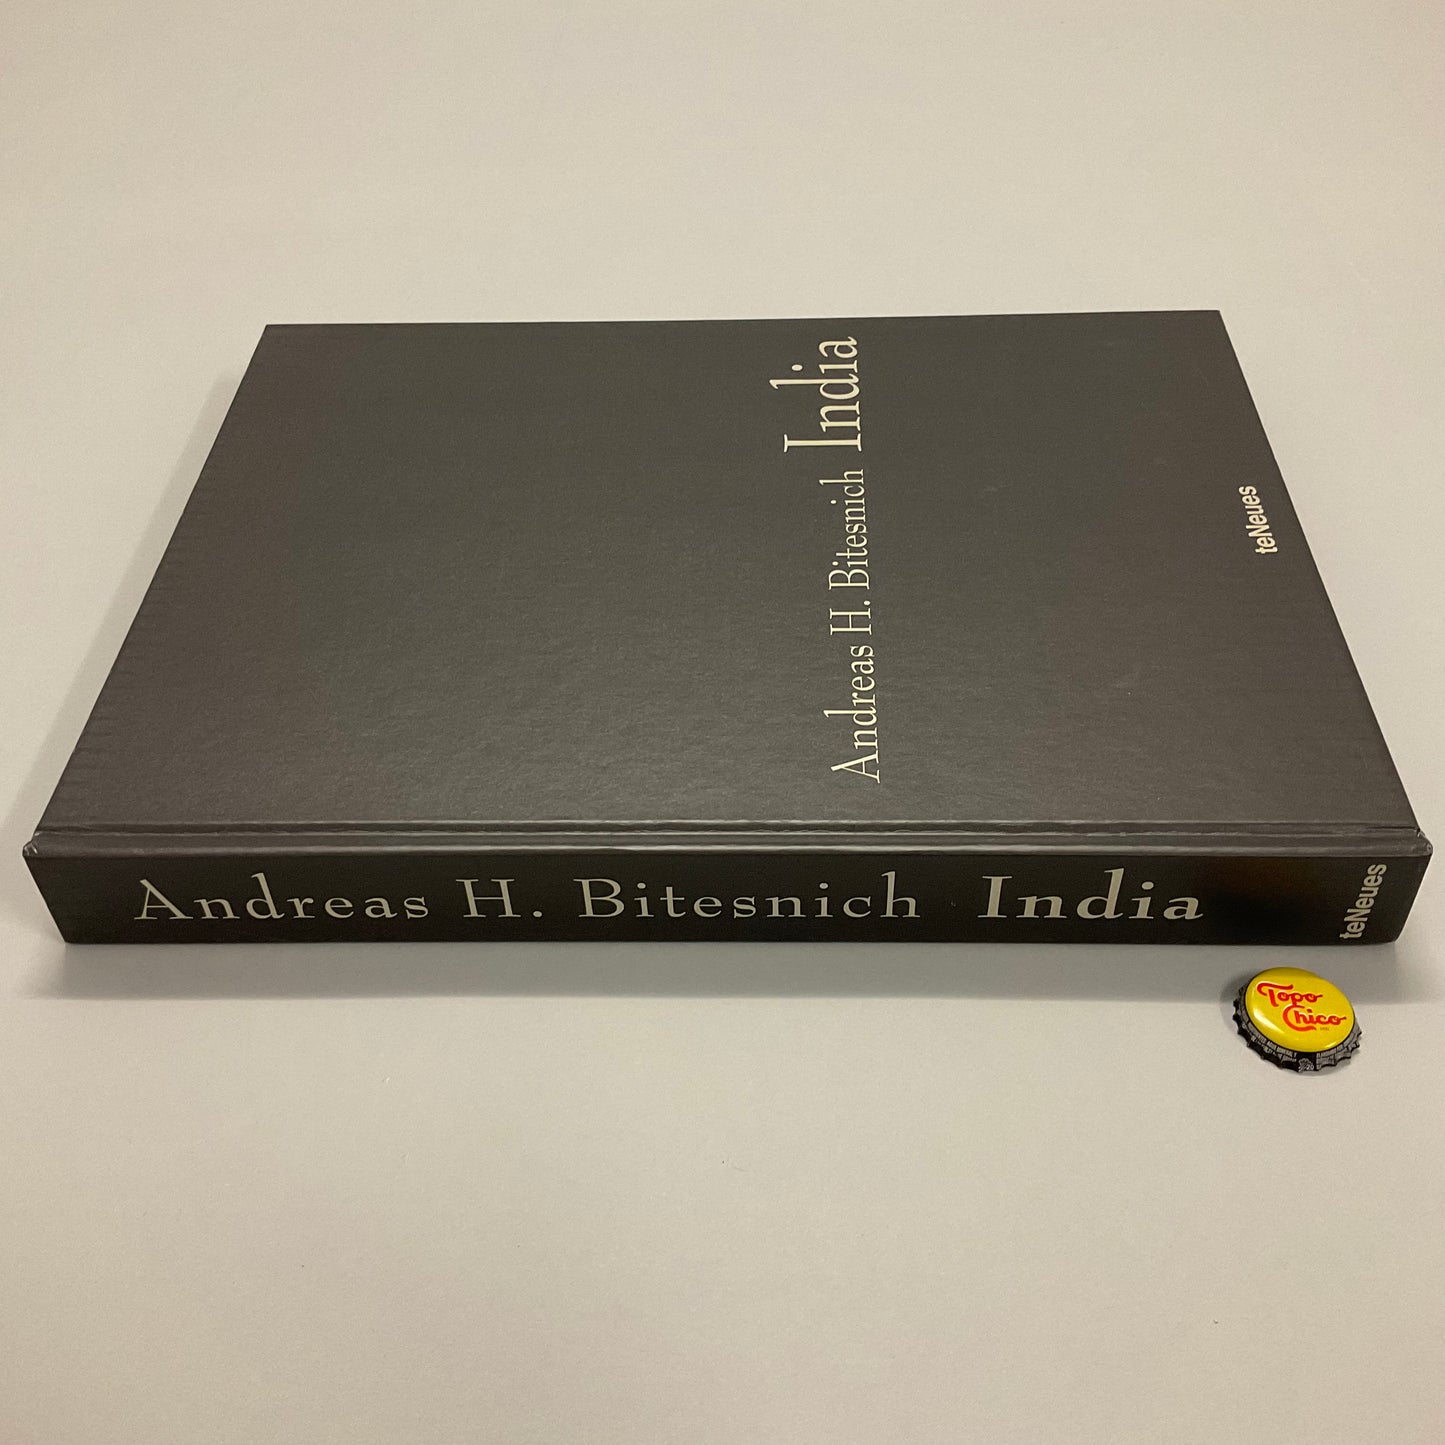 Andreas H. Bitesnich India
teNeues
Andreas H. Bitesnich India
teNeues
Topo
Chico